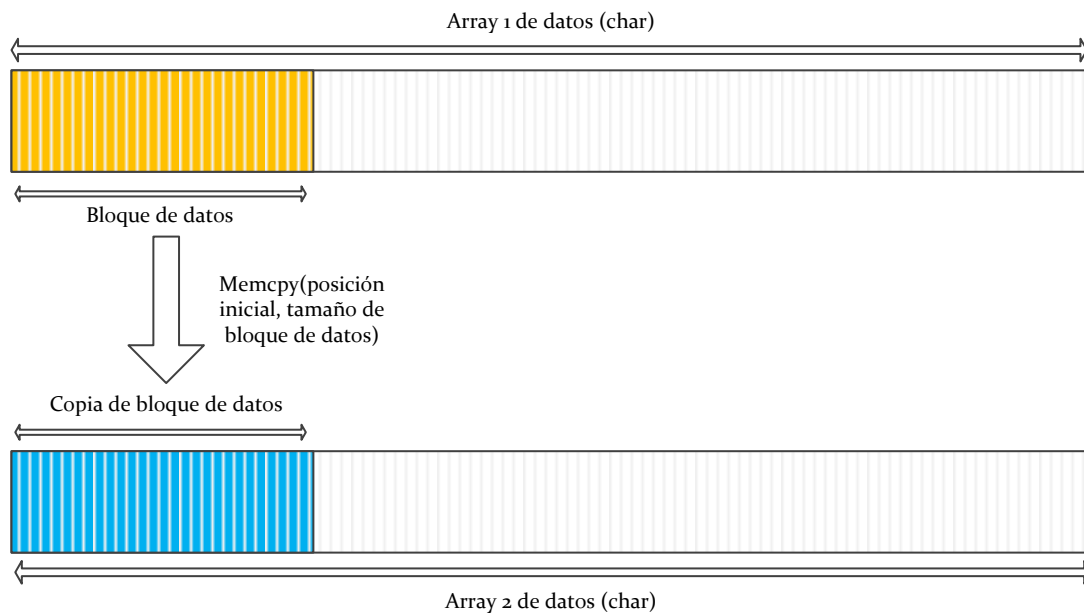 Array 1 de datos (char)
Bloque de datos
Memcpy(posición
inicial, tamaño de
bloque de datos)
Copia de bloque de datos
Array 2 de datos (char)